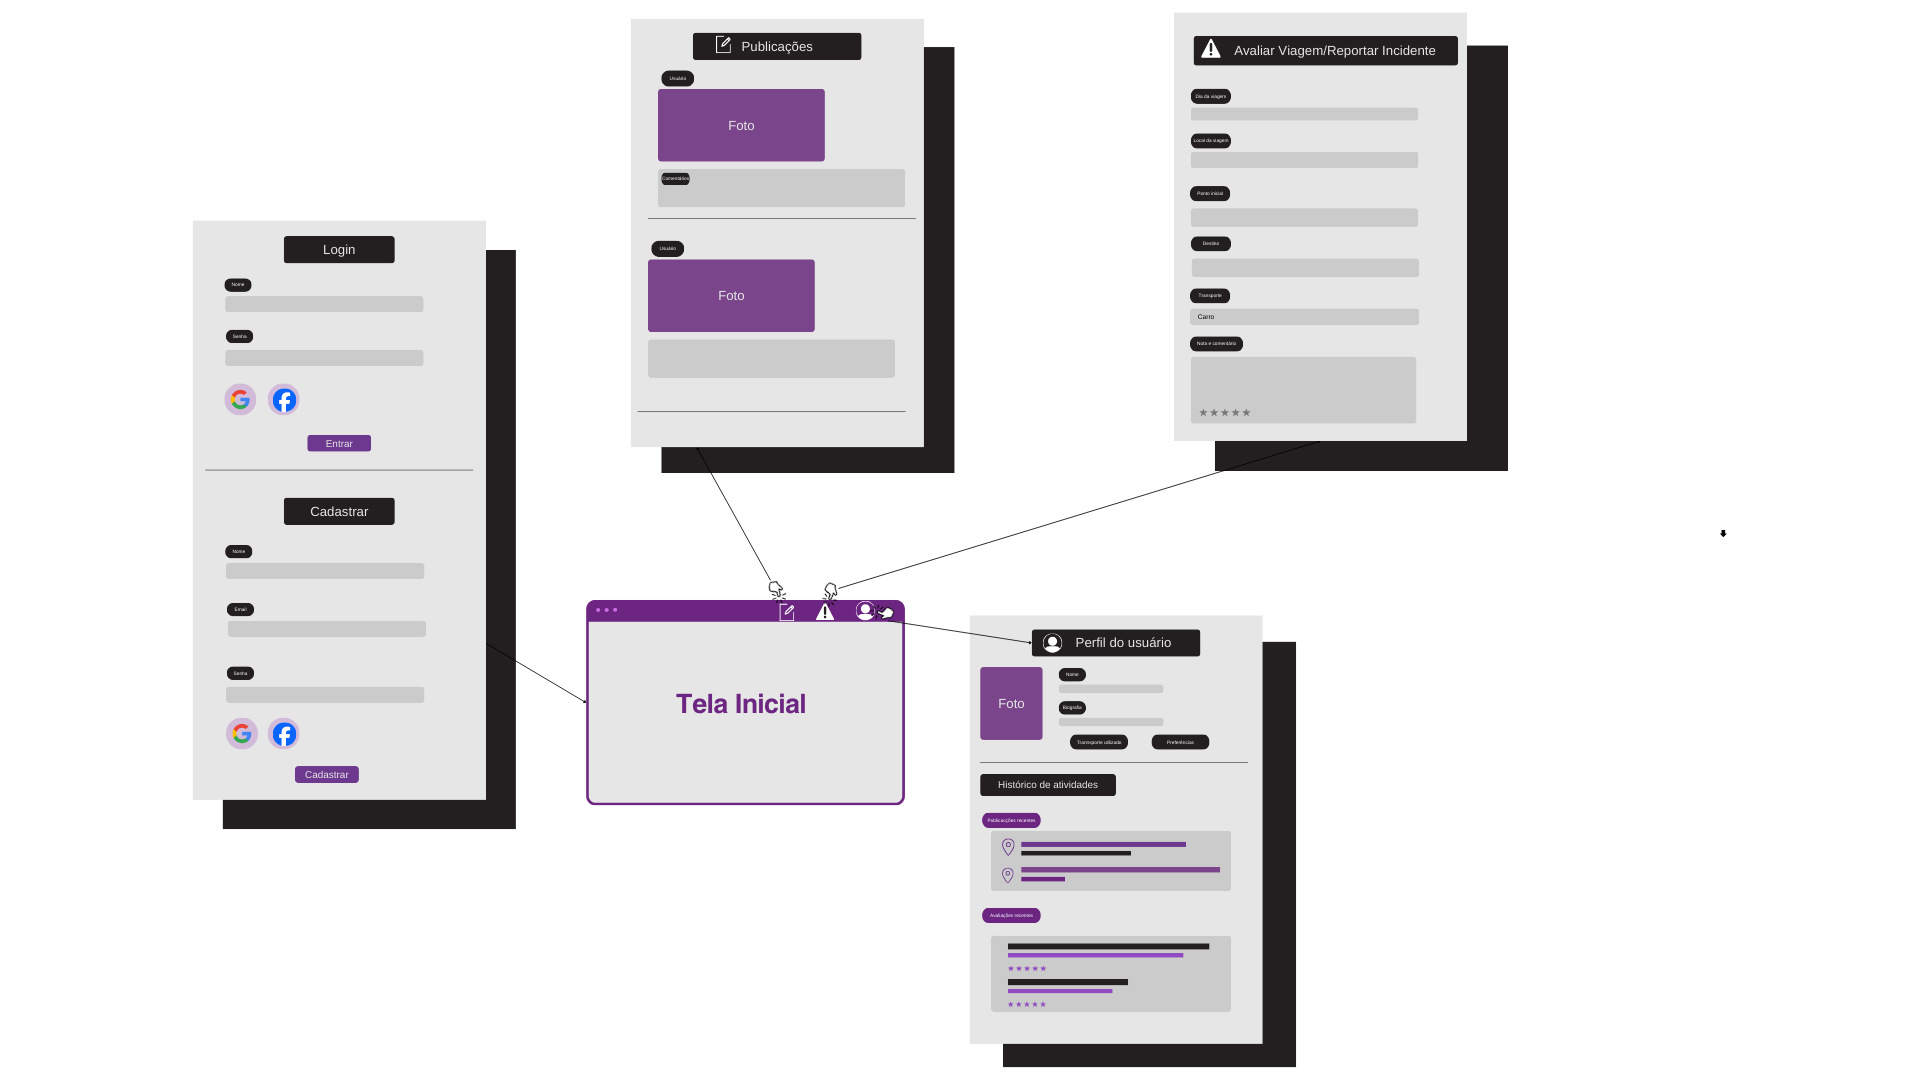 Login
Nome
Senha
Entrar
Cadastrar
Nome
Email
Senha
Cadastrar
Publicações
Usuário
Foto
Comentários
Usuário
Foto
Avaliar Viagem/Reportar Incidente
Dia da viagem
Local da viagem
Ponto inicial
Destino
Transporte
Carro
Nota e comentário
Tela Inicial
Perfil do usuário
Foto
Nome
Biografia
Transporte utilizado
Preferências
Histórico de atividades
Publicacções recentes
Avaliações recentes